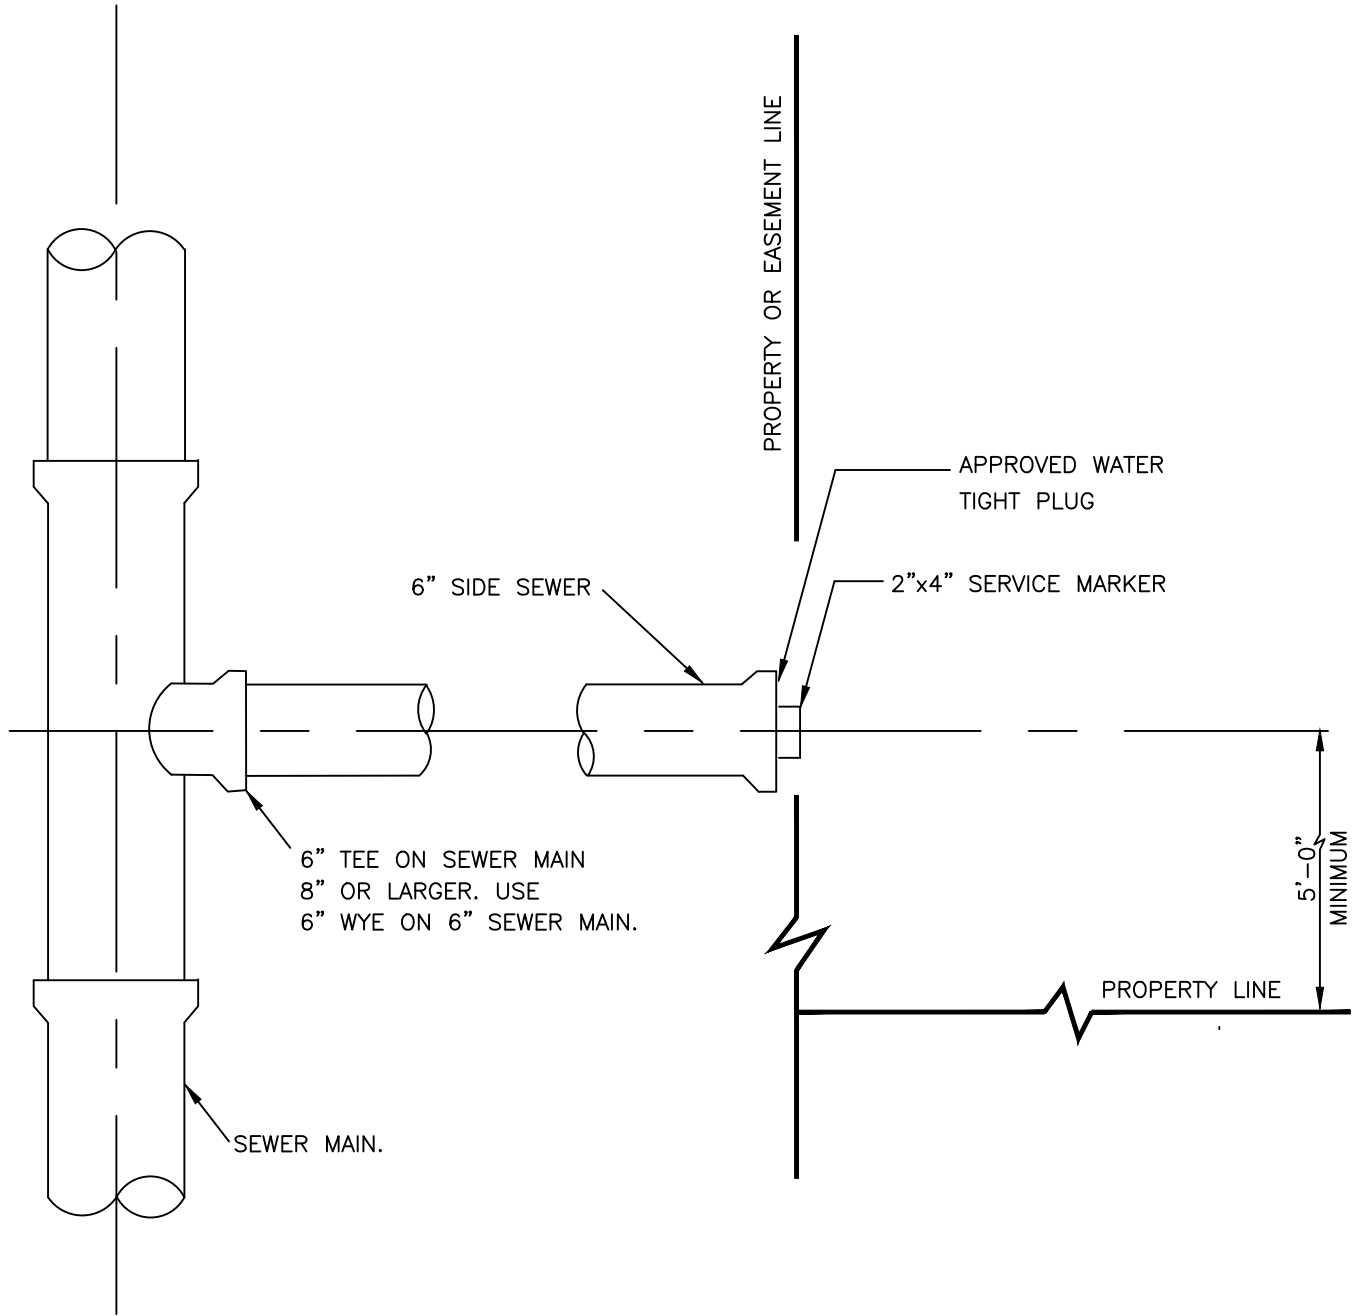 PROPERTY OR EASEMENT LINE
APPROVED WATER
TIGHT PLUG
6" SIDE SEWER
2"x4" SERVICE MARKER
6" TEE ON SEWER MAIN
8" OR LARGER. USE
6" WYE ON 6" SEWER MAIN.
5'-0"
MINIMUM
PROPERTY LINE
SEWER MAIN.